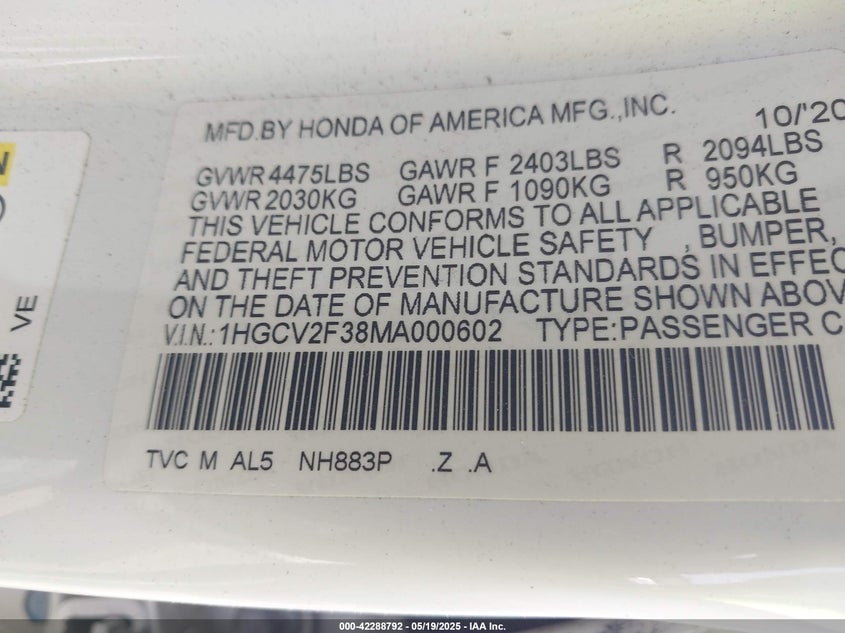 MFD.BY HONDA OF AMERICA MFG.,INC. 10/'20
GVWR 4475LBS GAWR F 2403LBS R 2094LBS
GVWR 2030KG GAWR F 1090KG R 950KG
THIS VEHICLE CONFORMS TO ALL APPLICABLE
FEDERAL MOTOR VEHICLE SAFETY , BUMPER,
AND THEFT PREVENTION STANDARDS IN EFFEC
ON THE DATE OF MANUFACTURE SHOWN ABOV
V.I.N.: 1HGCV2F38MA000602 TYPE:PASSENGER C
TVC M AL5 NH883P .Z .A
VE
N
000-42288792 - 05/19/2025 - IAA Inc.